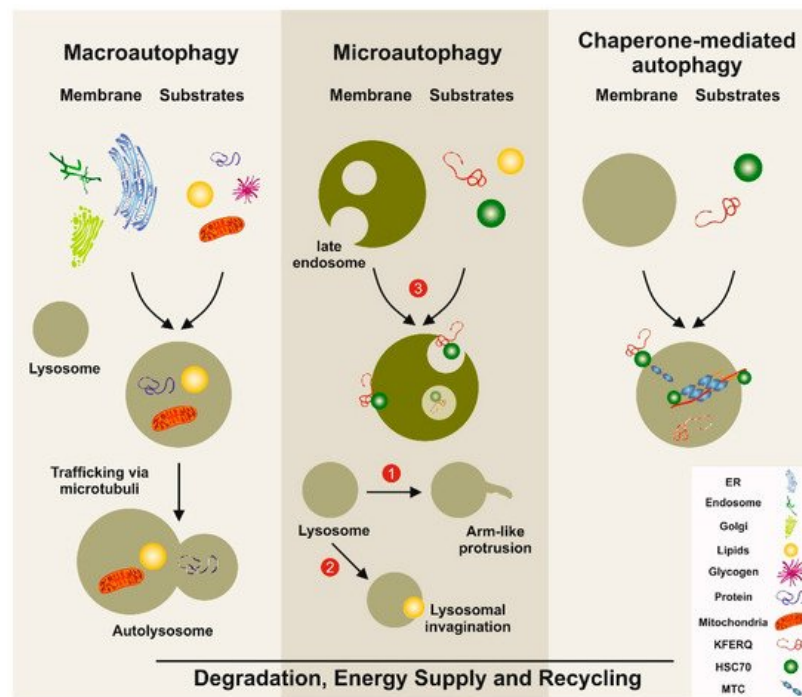 Macroautophagy
Membrane Substrates
Lysosome
Trafficking via
microtubuli
Autolysosome
Microautophagy
Membrane Substrates
late
endosome
3
1
Lysosome
Arm-like
protrusion
2
Lysosomal
invagination
Chaperone-mediated
autophagy
Membrane Substrates
ER
Endosome
Golgi
Lipids
Glycogen
Protein
Mitochondria
KFERQ
HSC70
MTC
Degradation, Energy Supply and Recycling